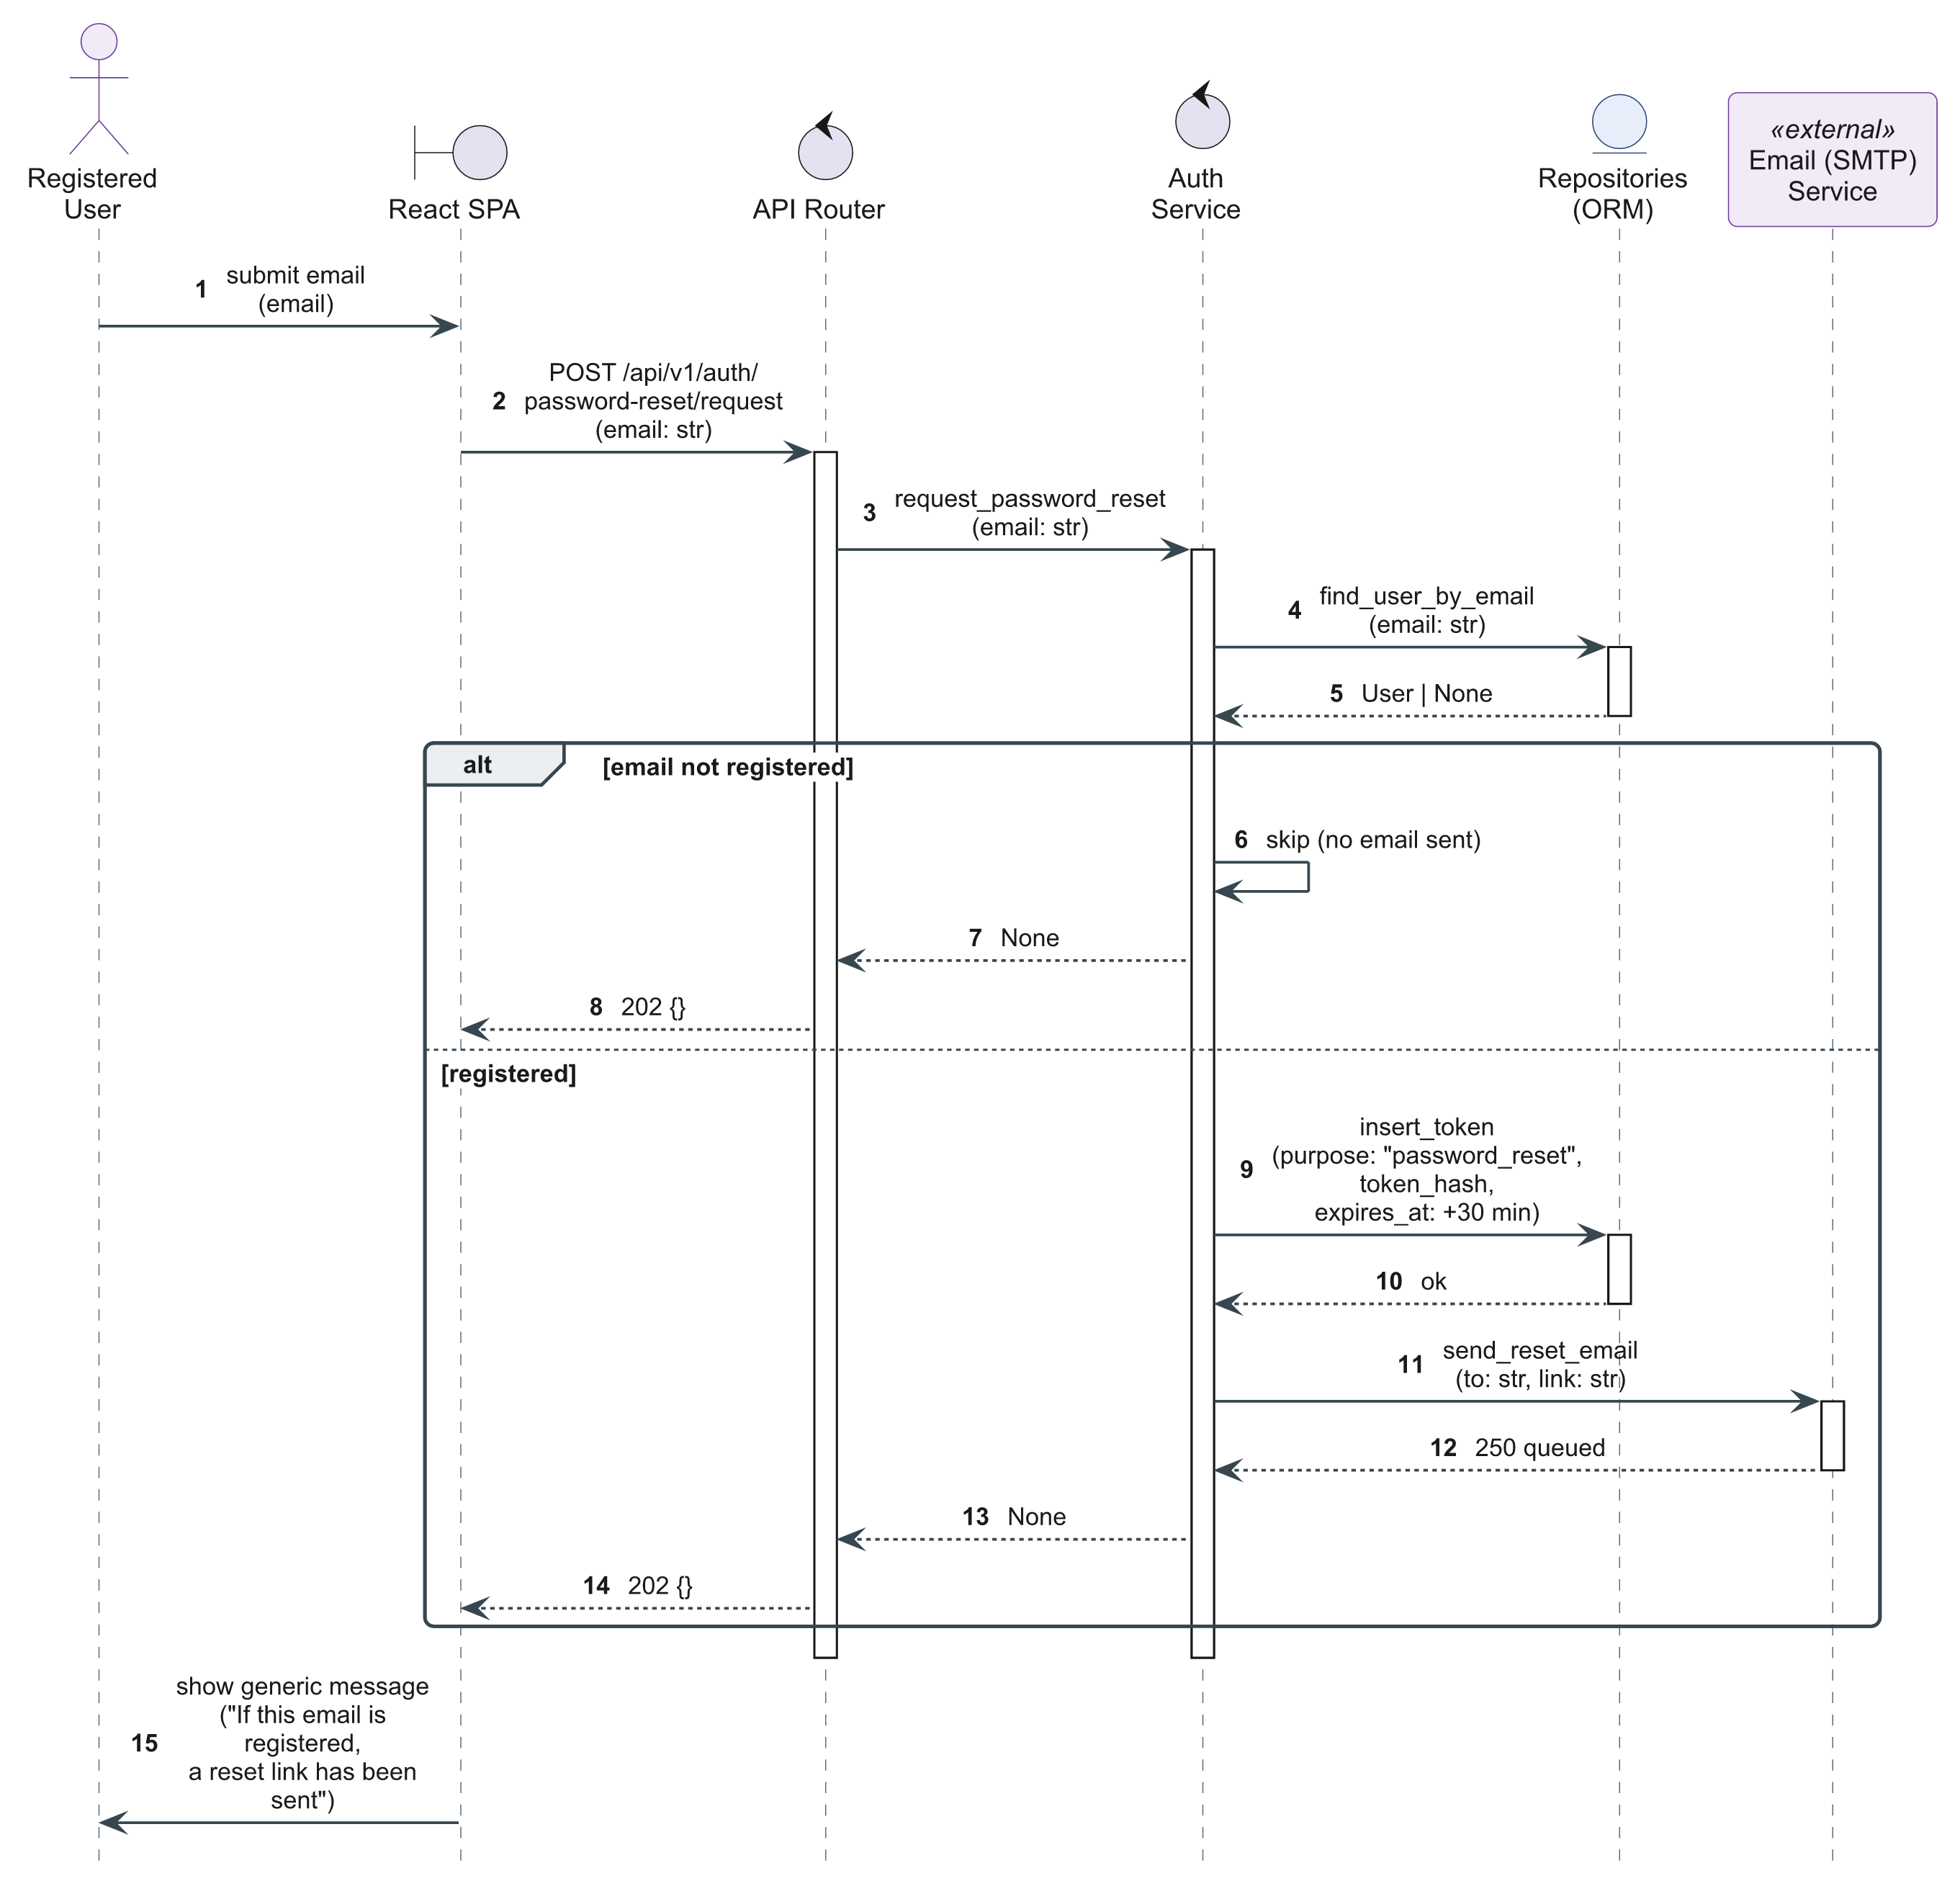 «external»
Email (SMTP)
Service
Registered
User
React SPA
API Router
Auth
Service
Repositories
(ORM)
1 submit email
(email)
POST /api/v1/auth/
2 password-reset/request
(email: str)
3 request_password_reset
(email: str)
4 find_user_by_email
(email: str)
5 User | None
alt [email not registered]
6 skip (no email sent)
7 None
8 202 {}
[registered]
insert_token
(purpose: "password_reset",
9 token_hash,
expires_at: +30 min)
10 ok
11 send_reset_email
(to: str, link: str)
12 250 queued
13 None
14 202 {}
show generic message
("If this email is
15 registered,
a reset link has been
sent")